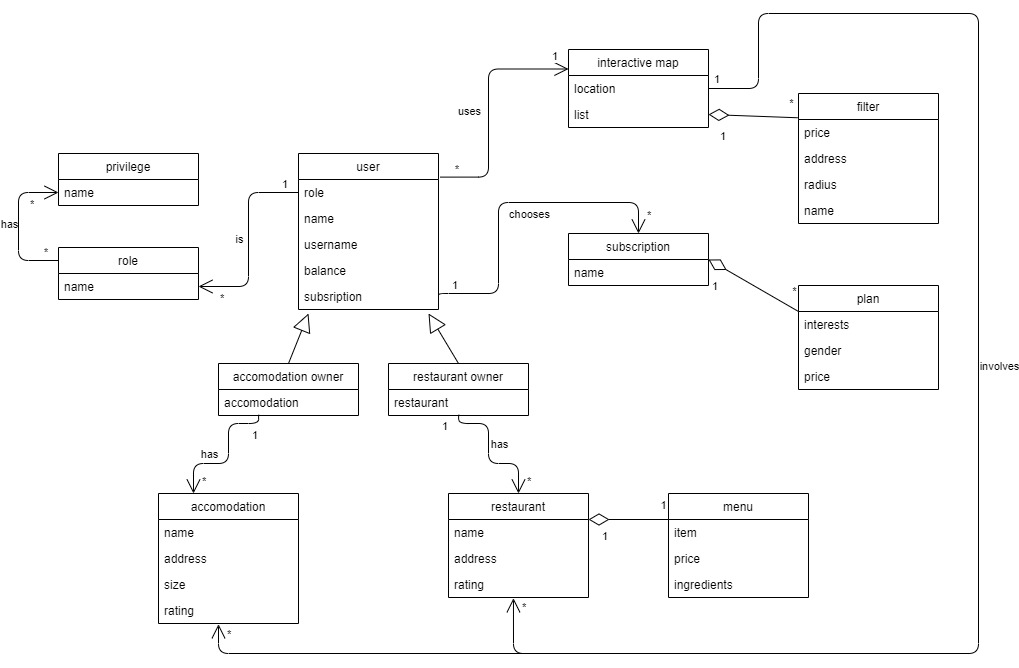 1
interactive map
location
list
1
*
1
uses
*
filter
price
address
radius
name
privilege
name
*
has
*
role
name
1
is
*
user
role
name
username
balance
subsription
1
chooses
*
subscription
name
1
*
plan
interests
gender
price
involves
accomodation owner
accomodation
restaurant owner
restaurant
1
has
*
1
has
*
accomodation
name
address
size
rating
*
restaurant
name
address
rating
*
1
1
menu
item
price
ingredients